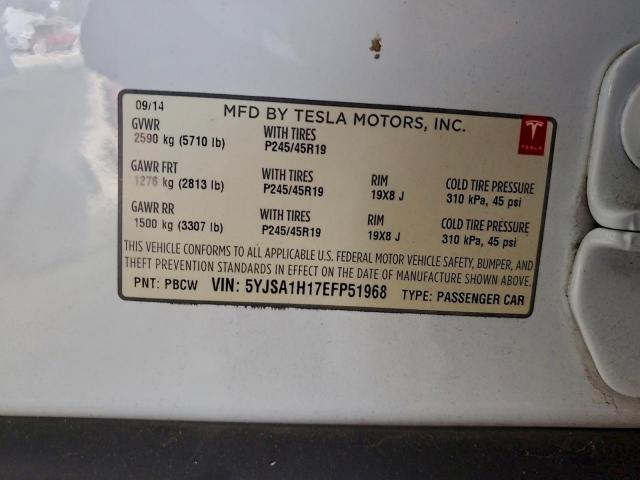 09/14
MFD BY TESLA MOTORS, INC.
GVWR
2590 kg (5710 lb)
WITH TIRES
P245/45R19
TESLA
GAWR FRT
1276 kg (2813 lb)
WITH TIRES
P245/45R19
RIM
19X8 J
COLD TIRE PRESSURE
310 kPa, 45 psi
GAWR RR
1500 kg (3307 lb)
WITH TIRES
P245/45R19
RIM
19X8 J
COLD TIRE PRESSURE
310 kPa, 45 psi
THIS VEHICLE CONFORMS TO ALL APPLICABLE U.S. FEDERAL MOTOR VEHICLE SAFETY, BUMPER, AND
THEFT PREVENTION STANDARDS IN EFFECT ON THE DATE OF MANUFACTURE SHOWN ABOVE.
PNT: PBCW VIN: 5YJSA1H17EFP51968 TYPE: PASSENGER CAR